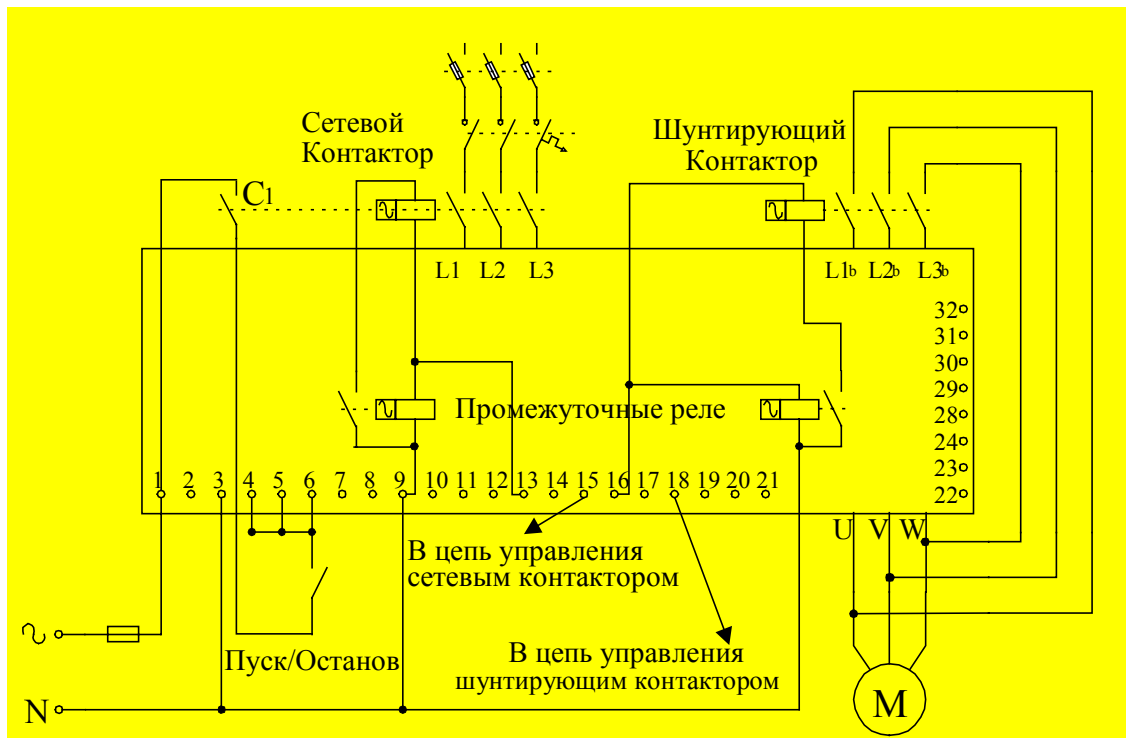 Сетевой
Контактор
Шунтирующий
Контактор
C1
L1 L2 L3
L1b L2b L3b
32
31
30
29
28
24
23
22
Промежуточные реле
1 2 3 4 5 6 7 8 9 10 11 12 13 14 15 16 17 18 19 20 21
U V W
В цепь управления
сетевым контактором
Пуск/Останов
В цепь управления
шунтирующим контактором
N
M